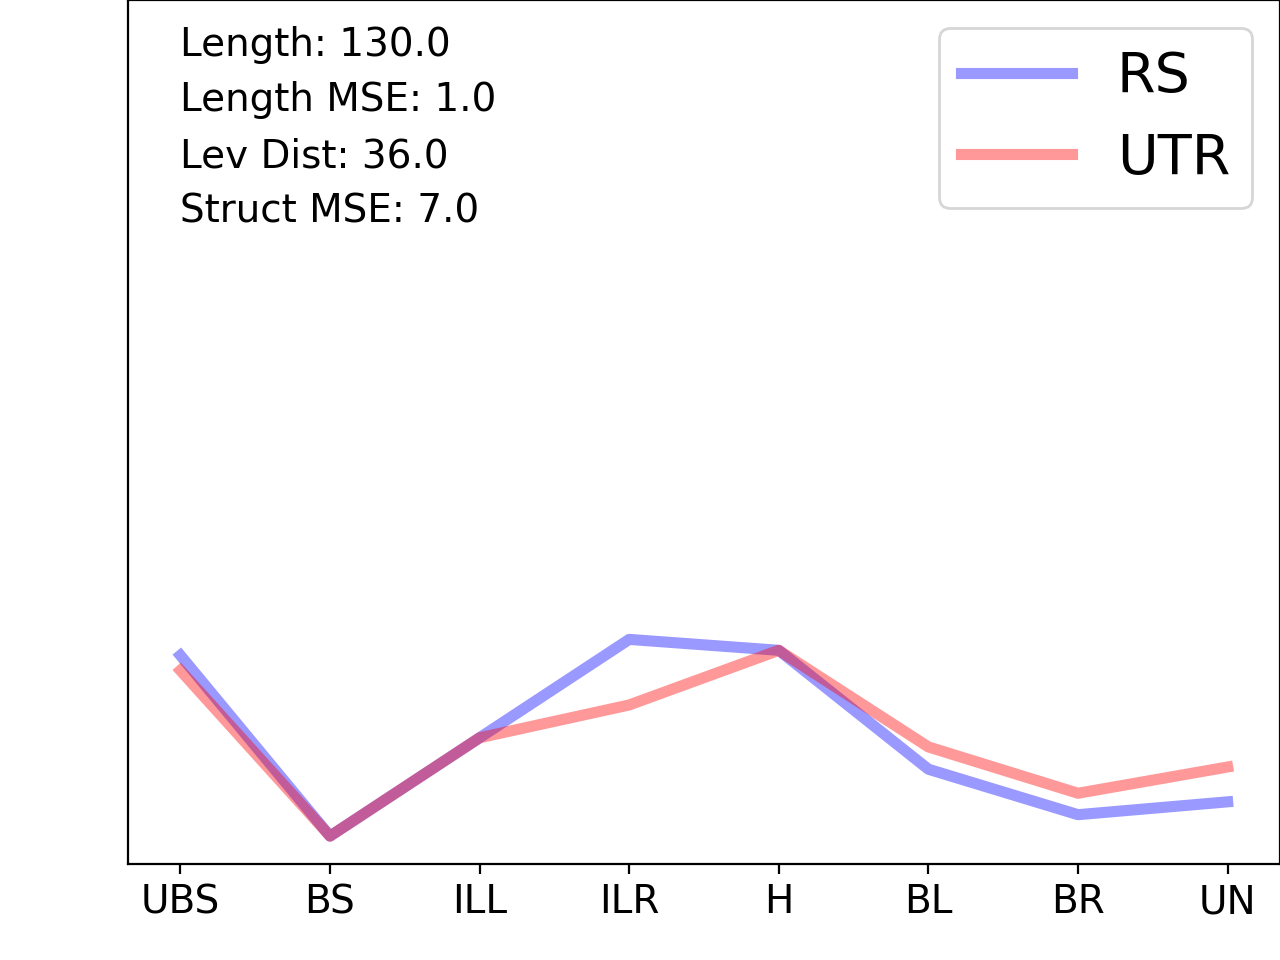 Length: 130.0
Length MSE: 1.0
Lev Dist: 36.0
Struct MSE: 7.0
RS
UTR
UBS BS ILL ILR H BL BR UN